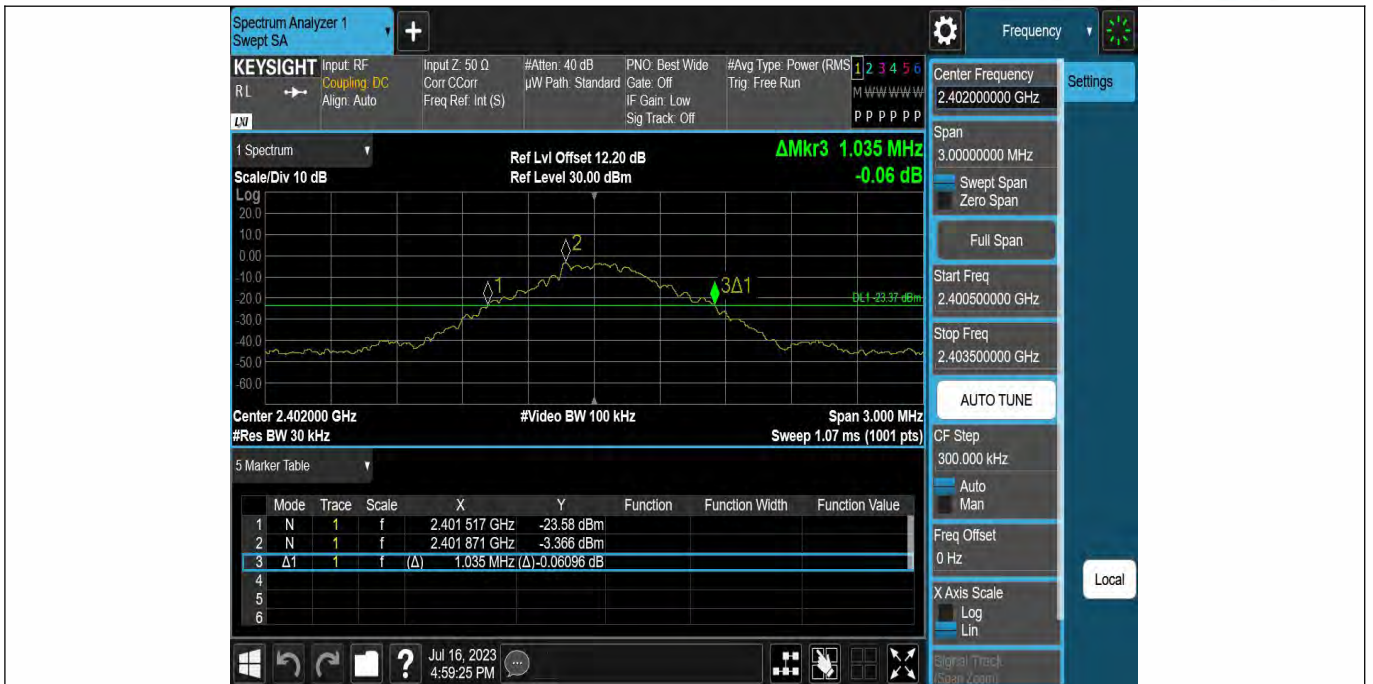 Spectrum Analyzer 1
Swept SA
+
Frequency
KEYSIGHT
RL
LXI
Input: RF
Coupling: DC
Align: Auto
Input Z: 50 Ω
Corr CCorr
Freq Ref: Int (S)
#Atten: 40 dB
µW Path: Standard
PNO: Best Wide
Gate: Off
IF Gain: Low
Sig Track: Off
#Avg Type: Power (RMS
Trig: Free Run
1 2 3 4 5 6
M W W W W W
P P P P P P
1 Spectrum
Scale/Div 10 dB
Ref Lvl Offset 12.20 dB
Ref Level 30.00 dBm
ΔMkr3 1.035 MHz
-0.06 dB
Log
20.0
10.0
0.00
-10.0
-20.0
-30.0
-40.0
-50.0
-60.0
1
2
3Δ1
DL1 -23.37 dBm
Center 2.402000 GHz
#Video BW 100 kHz
Span 3.000 MHz
#Res BW 30 kHz
Sweep 1.07 ms (1001 pts)
5 Marker Table
Mode Trace Scale X Y Function Function Width Function Value
1 N 1 f 2.401 517 GHz -23.58 dBm
2 N 1 f 2.401 871 GHz -3.366 dBm
3 Δ1 1 f (Δ) 1.035 MHz (Δ) -0.06096 dB
4
5
6
?
Jul 16, 2023
4:59:25 PM
Center Frequency
2.402000000 GHz
Settings
Span
3.00000000 MHz
Swept Span
Zero Span
Full Span
Start Freq
2.400500000 GHz
Stop Freq
2.403500000 GHz
AUTO TUNE
CF Step
300.000 kHz
Auto
Man
Freq Offset
0 Hz
X Axis Scale
Log
Lin
Local
Signal Track
(Span Zoom)